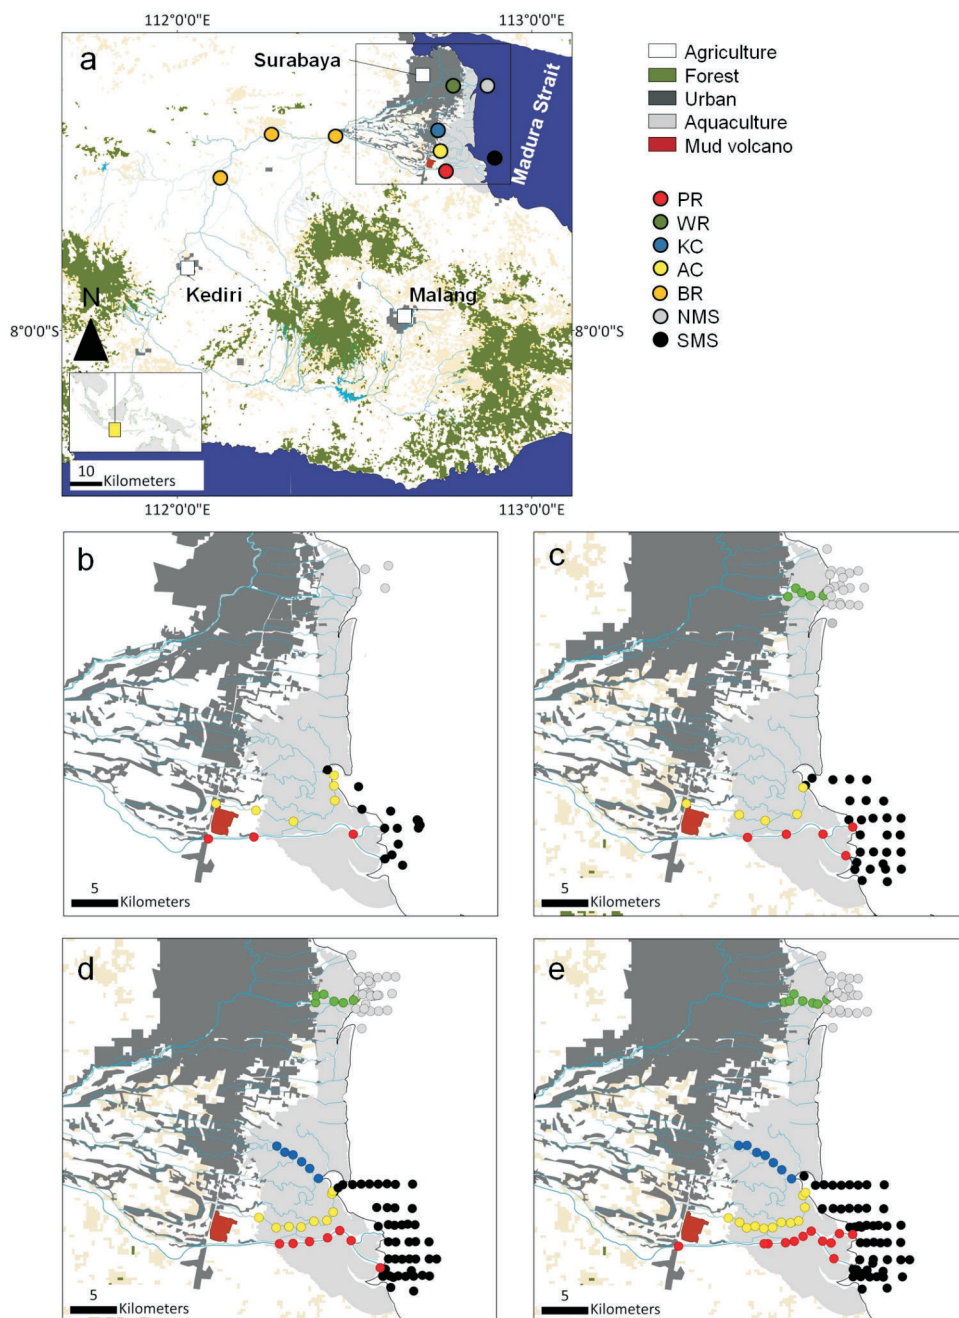 112°0'0"E
113°0'0"E
a
Surabaya
Madura Strait
Kediri
Malang
N
8°0'0"S
8°0'0"S
10
Kilometers
112°0'0"E
113°0'0"E
Agriculture
Forest
Urban
Aquaculture
Mud volcano
PR
WR
KC
AC
BR
NMS
SMS
b
5
Kilometers
c
5
Kilometers
d
5
Kilometers
e
5
Kilometers